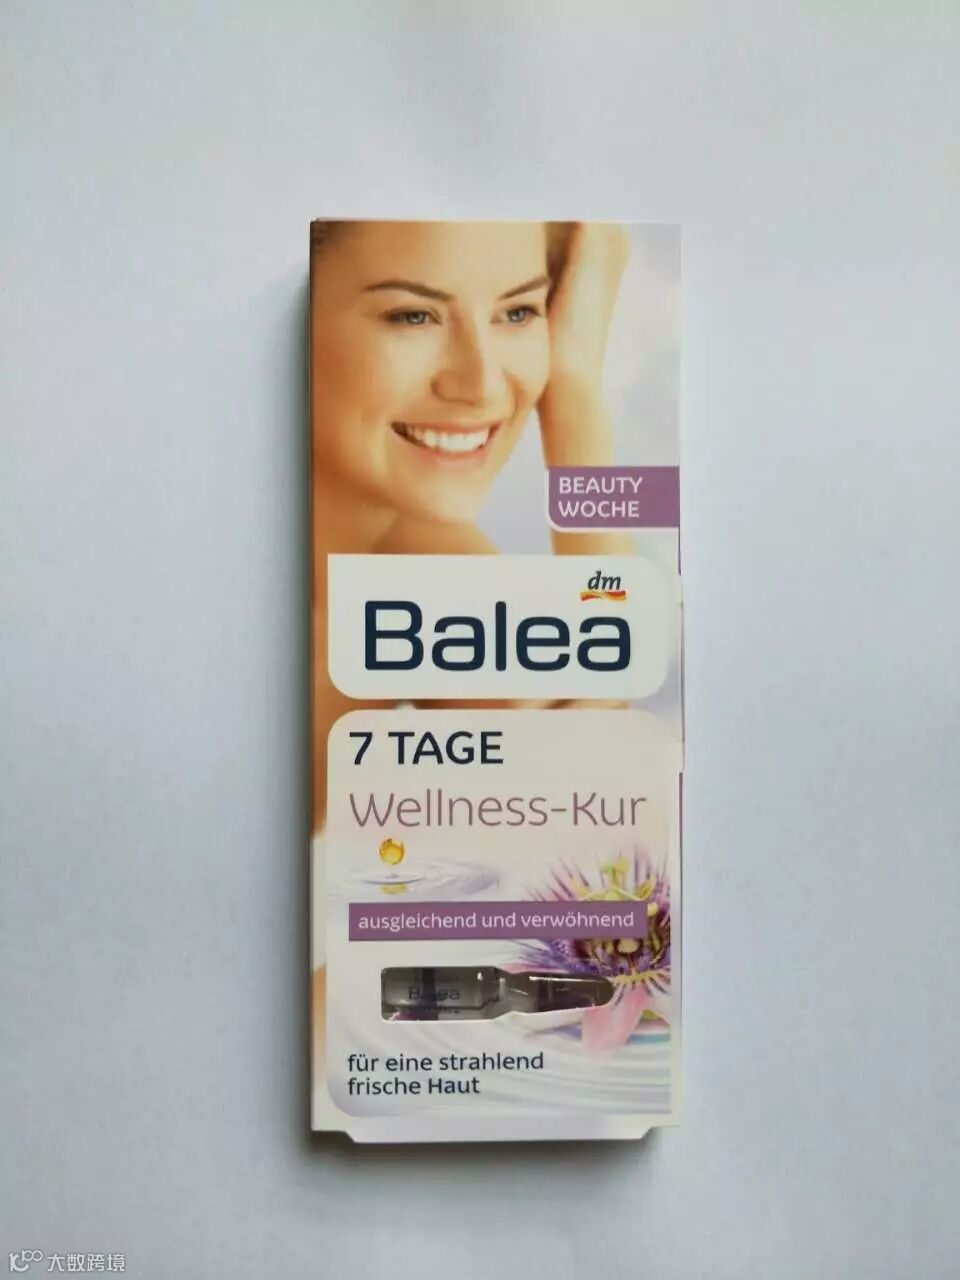 BEAUTY
WOCHE
dm
Balea
7 TAGE
Wellness-Kur
ausgleichend und verwöhnend
Balea
für eine strahlend
frische Haut
大数跨境